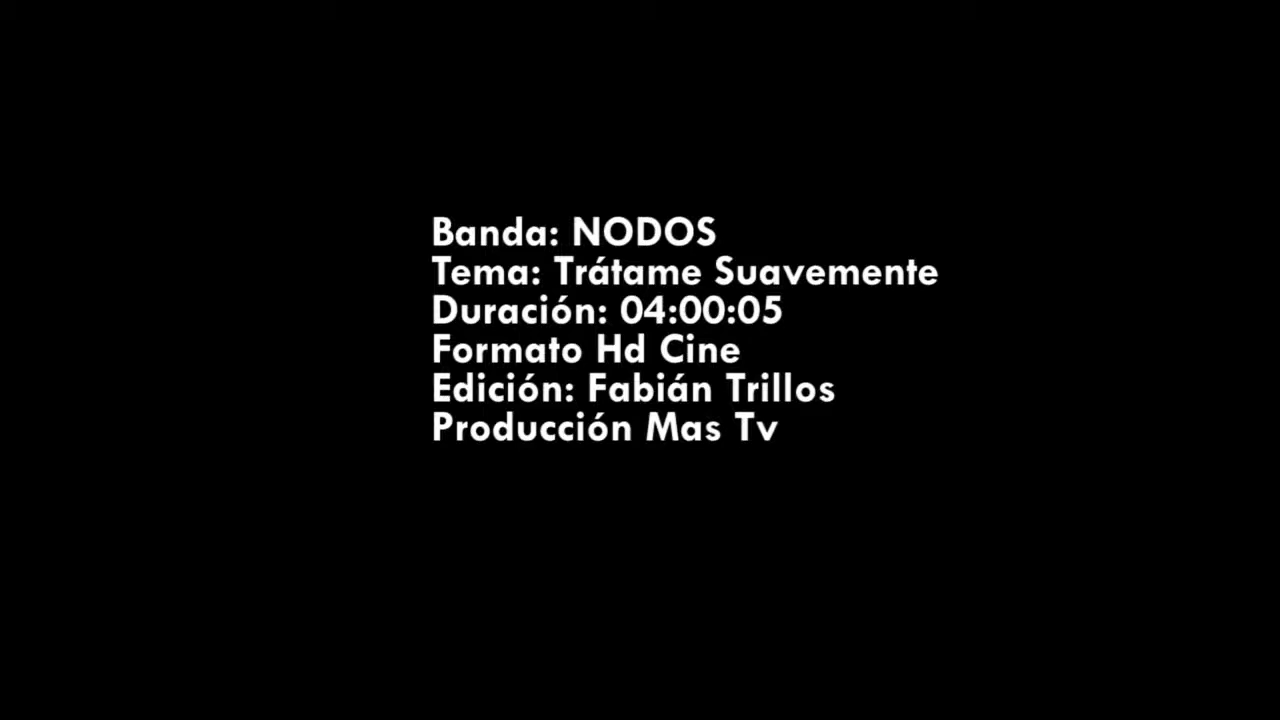 Banda: NODOS
Tema: Trátame Suavemente
Duración: 04:00:05
Formato Hd Cine
Edición: Fabián Trillos
Producción Mas Tv